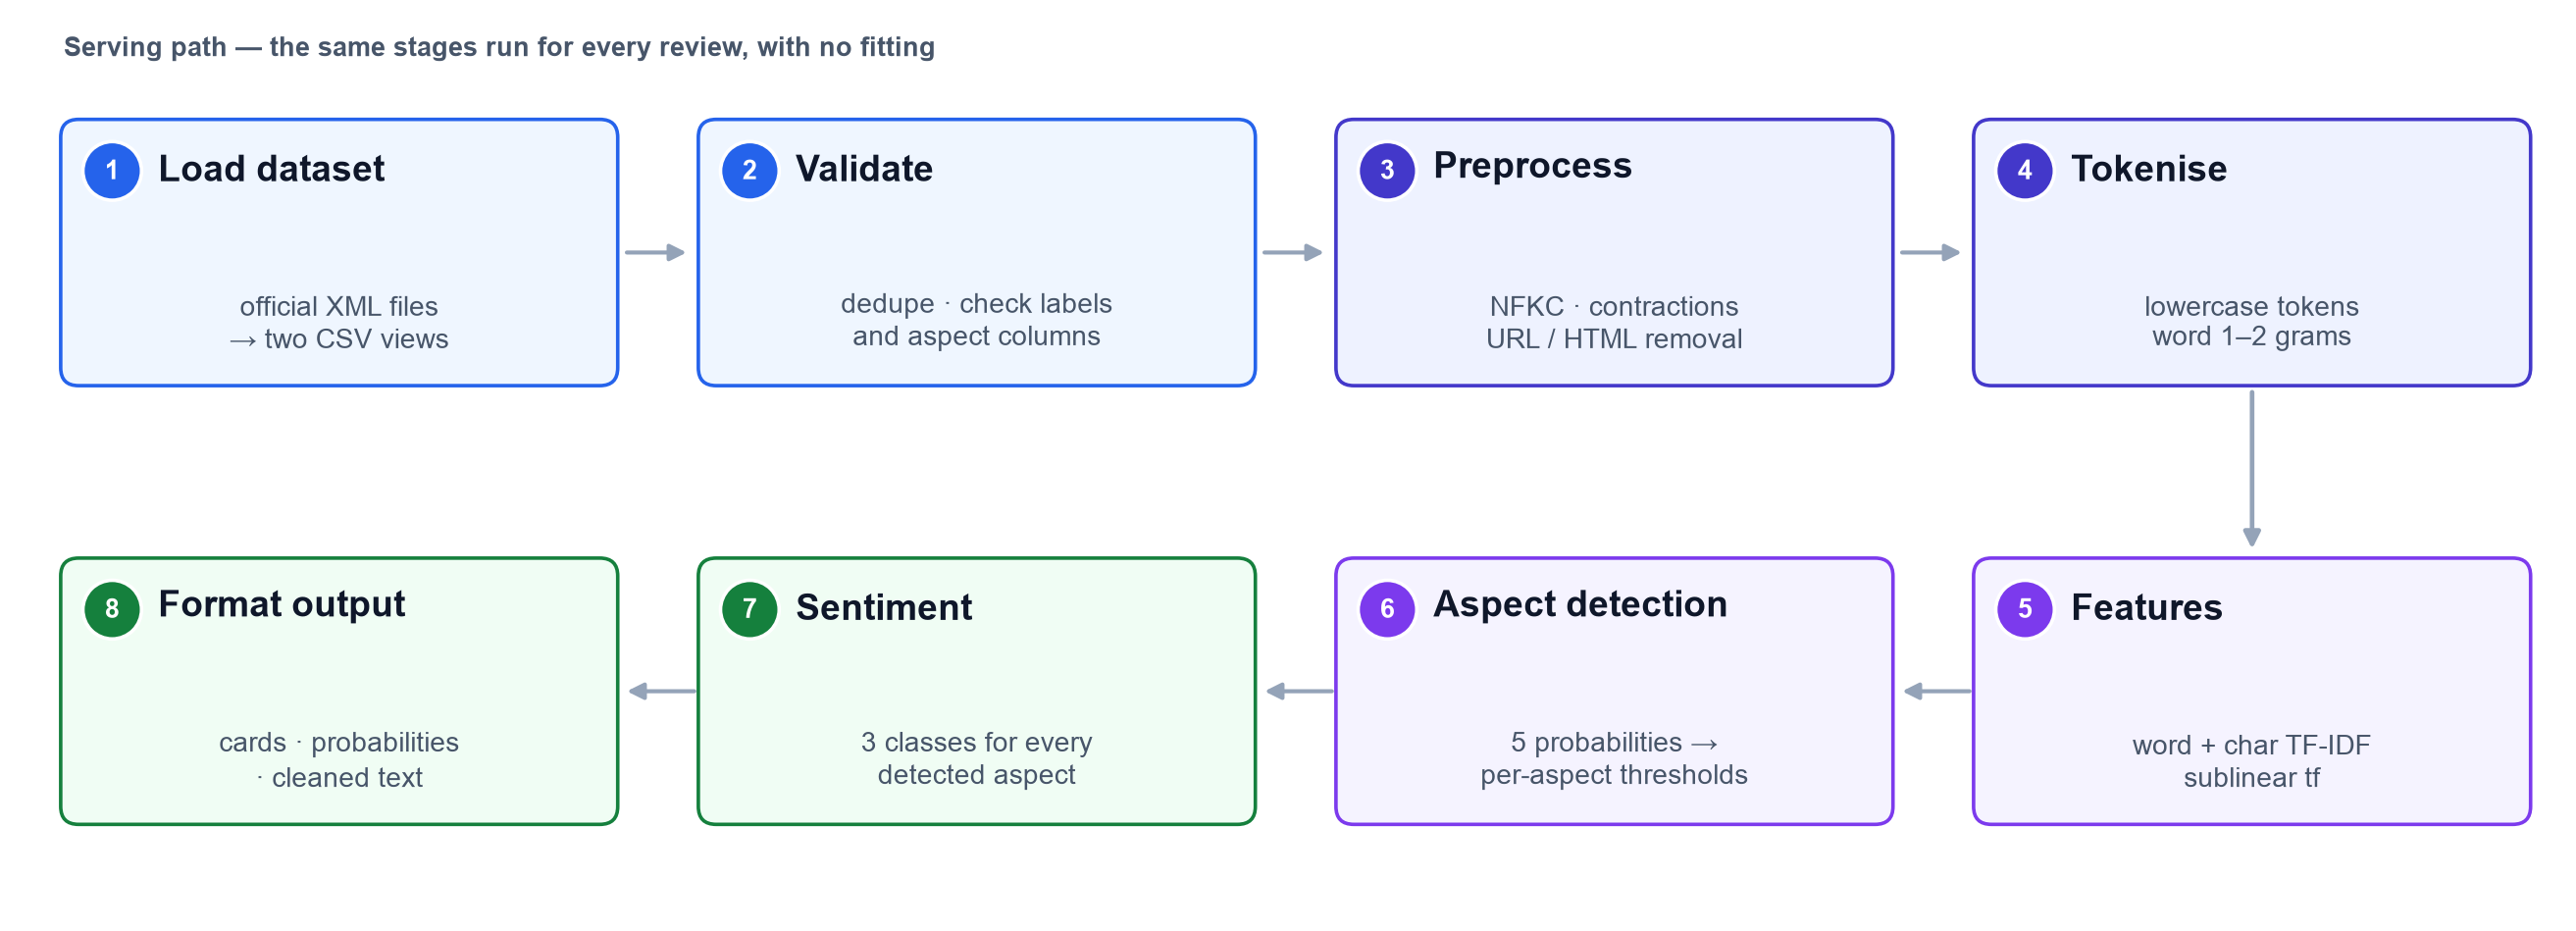 Serving path — the same stages run for every review, with no fitting
1 Load dataset
official XML files
→ two CSV views
2 Validate
dedupe · check labels
and aspect columns
3 Preprocess
NFKC · contractions
URL / HTML removal
4 Tokenise
lowercase tokens
word 1–2 grams
5 Features
word + char TF-IDF
sublinear tf
6 Aspect detection
5 probabilities →
per-aspect thresholds
7 Sentiment
3 classes for every
detected aspect
8 Format output
cards · probabilities
· cleaned text